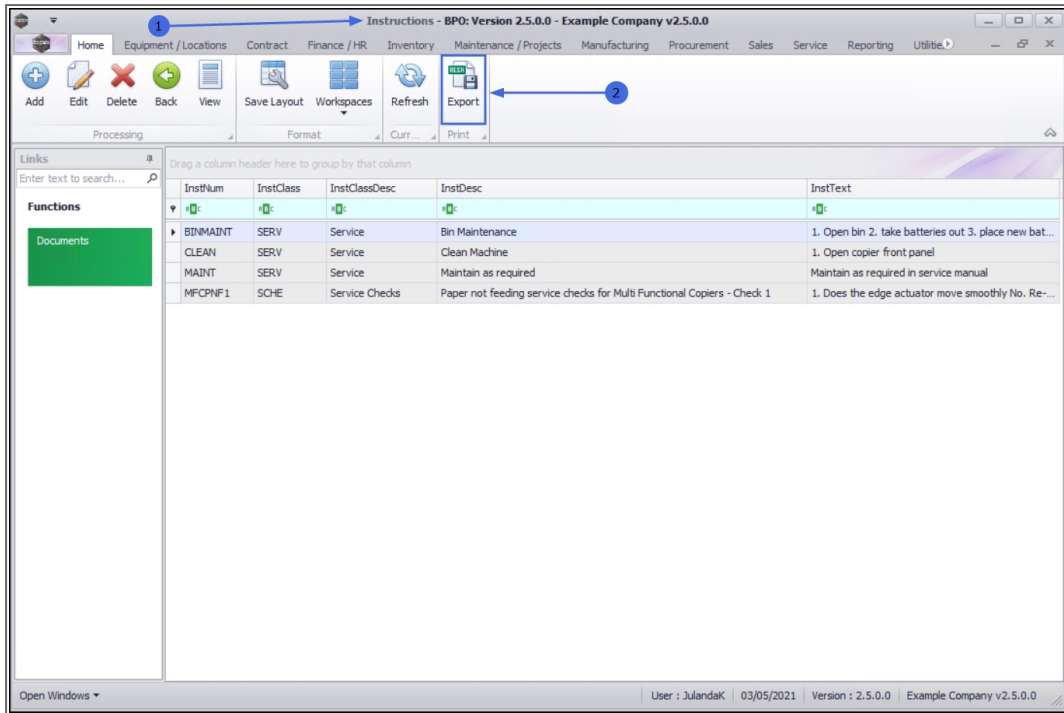 1
Instructions - BPO: Version 2.5.0.0 - Example Company v2.5.0.0
Home Equipment / Locations Contract Finance / HR Inventory Maintenance / Projects Manufacturing Procurement Sales Service Reporting Utilitie
XLSX
2
Add Edit Delete Back View Save Layout Workspaces Refresh Export
Processing Format Curr... Print
Links
Drag a column header here to group by that column
Enter text to search...
InstNum InstClass InstClassDesc InstDesc InstText
Functions
Documents
BINMAINT SERV Service Bin Maintenance 1. Open bin 2. take batteries out 3. place new bat...
CLEAN SERV Service Clean Machine 1. Open copier front panel
MAINT SERV Service Maintain as required Maintain as required in service manual
MFCPNF1 SCHE Service Checks Paper not feeding service checks for Multi Functional Copiers - Check 1 1. Does the edge actuator move smoothly No. Re-...
Open Windows User : JulandaK 03/05/2021 Version : 2.5.0.0 Example Company v2.5.0.0